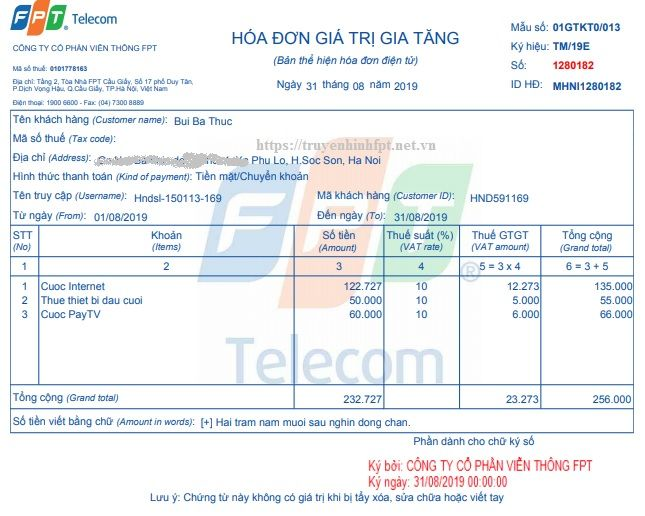 FPT Telecom
CÔNG TY CỔ PHẦN VIỄN THÔNG FPT
Mã số thuế: 0101778163
Địa chỉ: Tầng 2, Tòa Nhà FPT Cầu Giấy, Số 17 phố Duy Tân,
P.Dịch Vọng Hậu, Q.Cầu Giấy, TP.Hà Nội, Việt Nam
Điện thoại: 1900 6600 - Fax: (04) 7300 8889
HÓA ĐƠN GIÁ TRỊ GIA TĂNG
(Bản thể hiện hóa đơn điện tử)
Ngày 31 tháng 08 năm 2019
Mẫu số: 01GTKT0/013
Ký hiệu: TM/19E
Số: 1280182
ID HĐ: MHNI1280182
https://truyenhinhfpt.net.vn
Tên khách hàng (Customer name): Bui Ba Thuc
Mã số thuế (Tax code):
Địa chỉ (Address): Phu Lo, H.Soc Son, Ha Noi
Hình thức thanh toán (Kind of payment): Tiền mặt/Chuyển khoản
Tên truy cập (Username): Hndsl-150113-169 Mã khách hàng (Customer ID): HND591169
Từ ngày (From): 01/08/2019 Đến ngày (To): 31/08/2019
STT Khoản Số tiền Thuế suất (%) Thuế GTGT Tổng cộng
(No) (Items) (Amount) (VAT rate) (VAT amount) (Grand total)
1 2 3 4 5 = 3 x 4 6 = 3 + 5
1 Cuoc Internet 122.727 10 12.273 135.000
2 Thue thiet bi dau cuoi 50.000 10 5.000 55.000
3 Cuoc PayTV 60.000 10 6.000 66.000
FPT ®
Telecom
Tổng cộng (Grand total) 232.727 23.273 256.000
Số tiền viết bằng chữ (Amount in words): [+] Hai tram nam muoi sau nghin dong chan.
Phần dành cho chữ ký số
Ký bởi: CÔNG TY CỔ PHẦN VIỄN THÔNG FPT
Ký ngày: 31/08/2019 00:00:00
Lưu ý: Chứng từ này không có giá trị khi bị tẩy xóa, sửa chữa hoặc viết tay